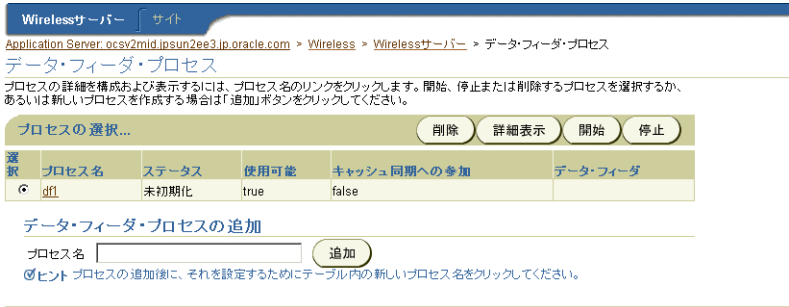 Wirelessサーバー サイト
Application Server: ocsv2mid.jpsun2ee3.jp.oracle.com > Wireless > Wirelessサーバー > データ・フィーダ・プロセス
データ・フィーダ・プロセス
プロセスの詳細を構成および表示するには、プロセス名のリンクをクリックします。開始、停止または削除するプロセスを選択するか、
あるいは新しいプロセスを作成する場合は「追加」ボタンをクリックしてください。
プロセスの選択... 削除 詳細表示 開始 停止
選択 プロセス名 ステータス 使用可能 キャッシュ同期への参加 データ・フィーダ
df1 未初期化 true false
データ・フィーダ・プロセスの追加
プロセス名 追加
ヒント プロセスの追加後に、それを設定するためにテーブル内の新しいプロセス名をクリックしてください。